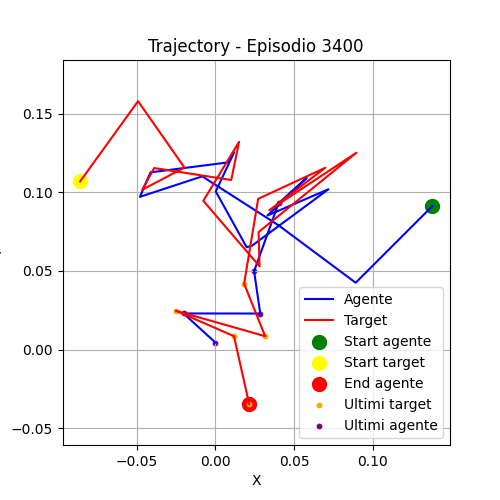 Trajectory - Episodio 3400
0.15
0.10
0.05
0.00
−0.05
−0.05
0.00
0.05
0.10
X
Agente
Target
Start agente
Start target
End agente
Ultimi target
Ultimi agente